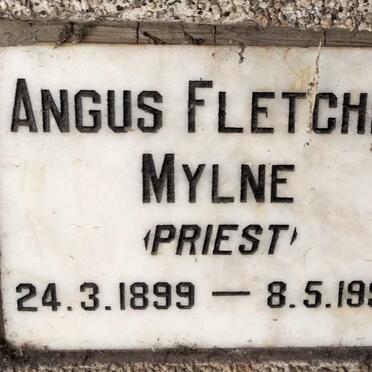 ANGUS FLETCH
MYLNE
(PRIEST)
24.3.1899 — 8.5.19